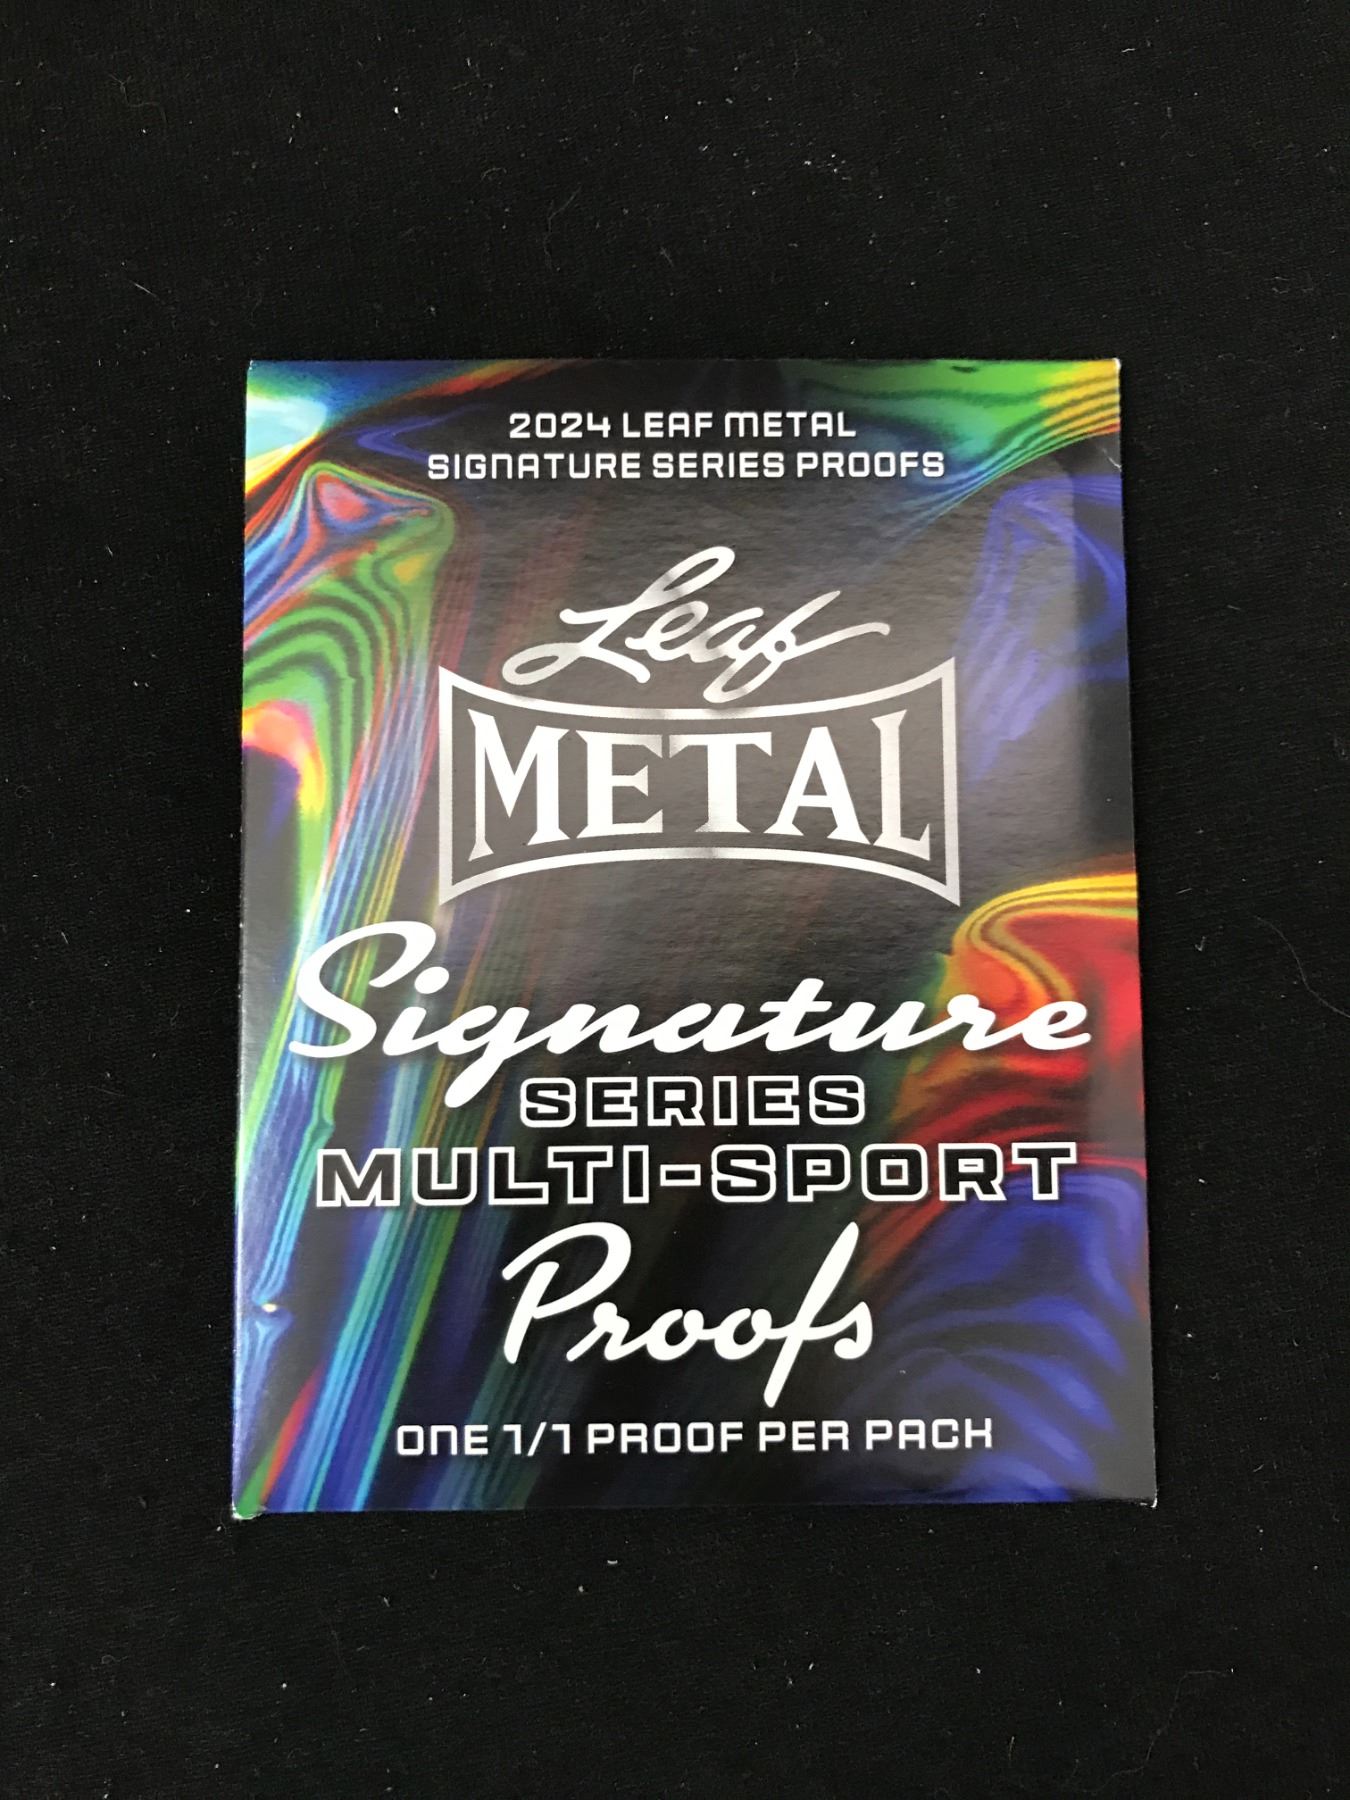 2024 LEAF METAL
SIGNATURE SERIES PROOFS
Leaf
METAL
Signature
SERIES
MULTI-SPORT
Proofs
ONE 1/1 PROOF PER PACK